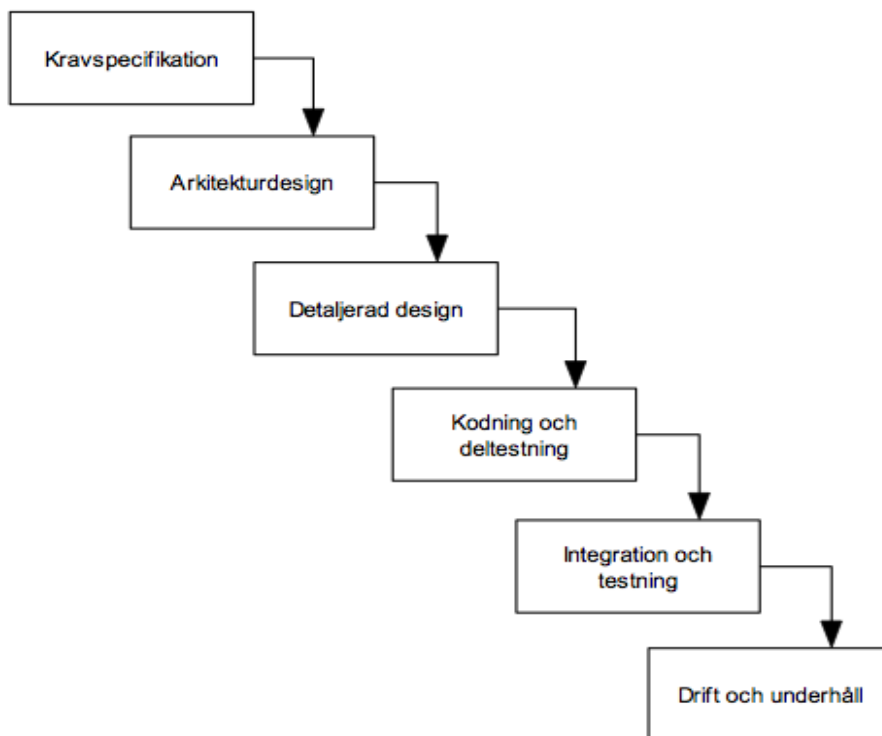 Kravspecifikation
Arkitekturdesign
Detaljerad design
Kodning och
deltestning
Integration och
testning
Drift och underhåll